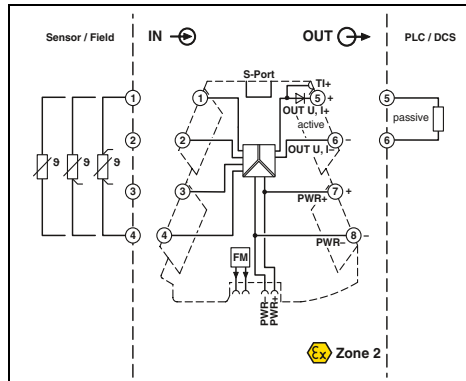 Sensor / Field
IN
OUT
PLC / DCS
S-Port
TI+
1
1
5
+
5
OUT U, I+
active
passive
2
2
6
–
6
OUT U, I–
3
3
7
+
PWR+
4
4
8
–
PWR–
FM
PWR-
PWR+
Ex
Zone 2
ϑ
ϑ
ϑ